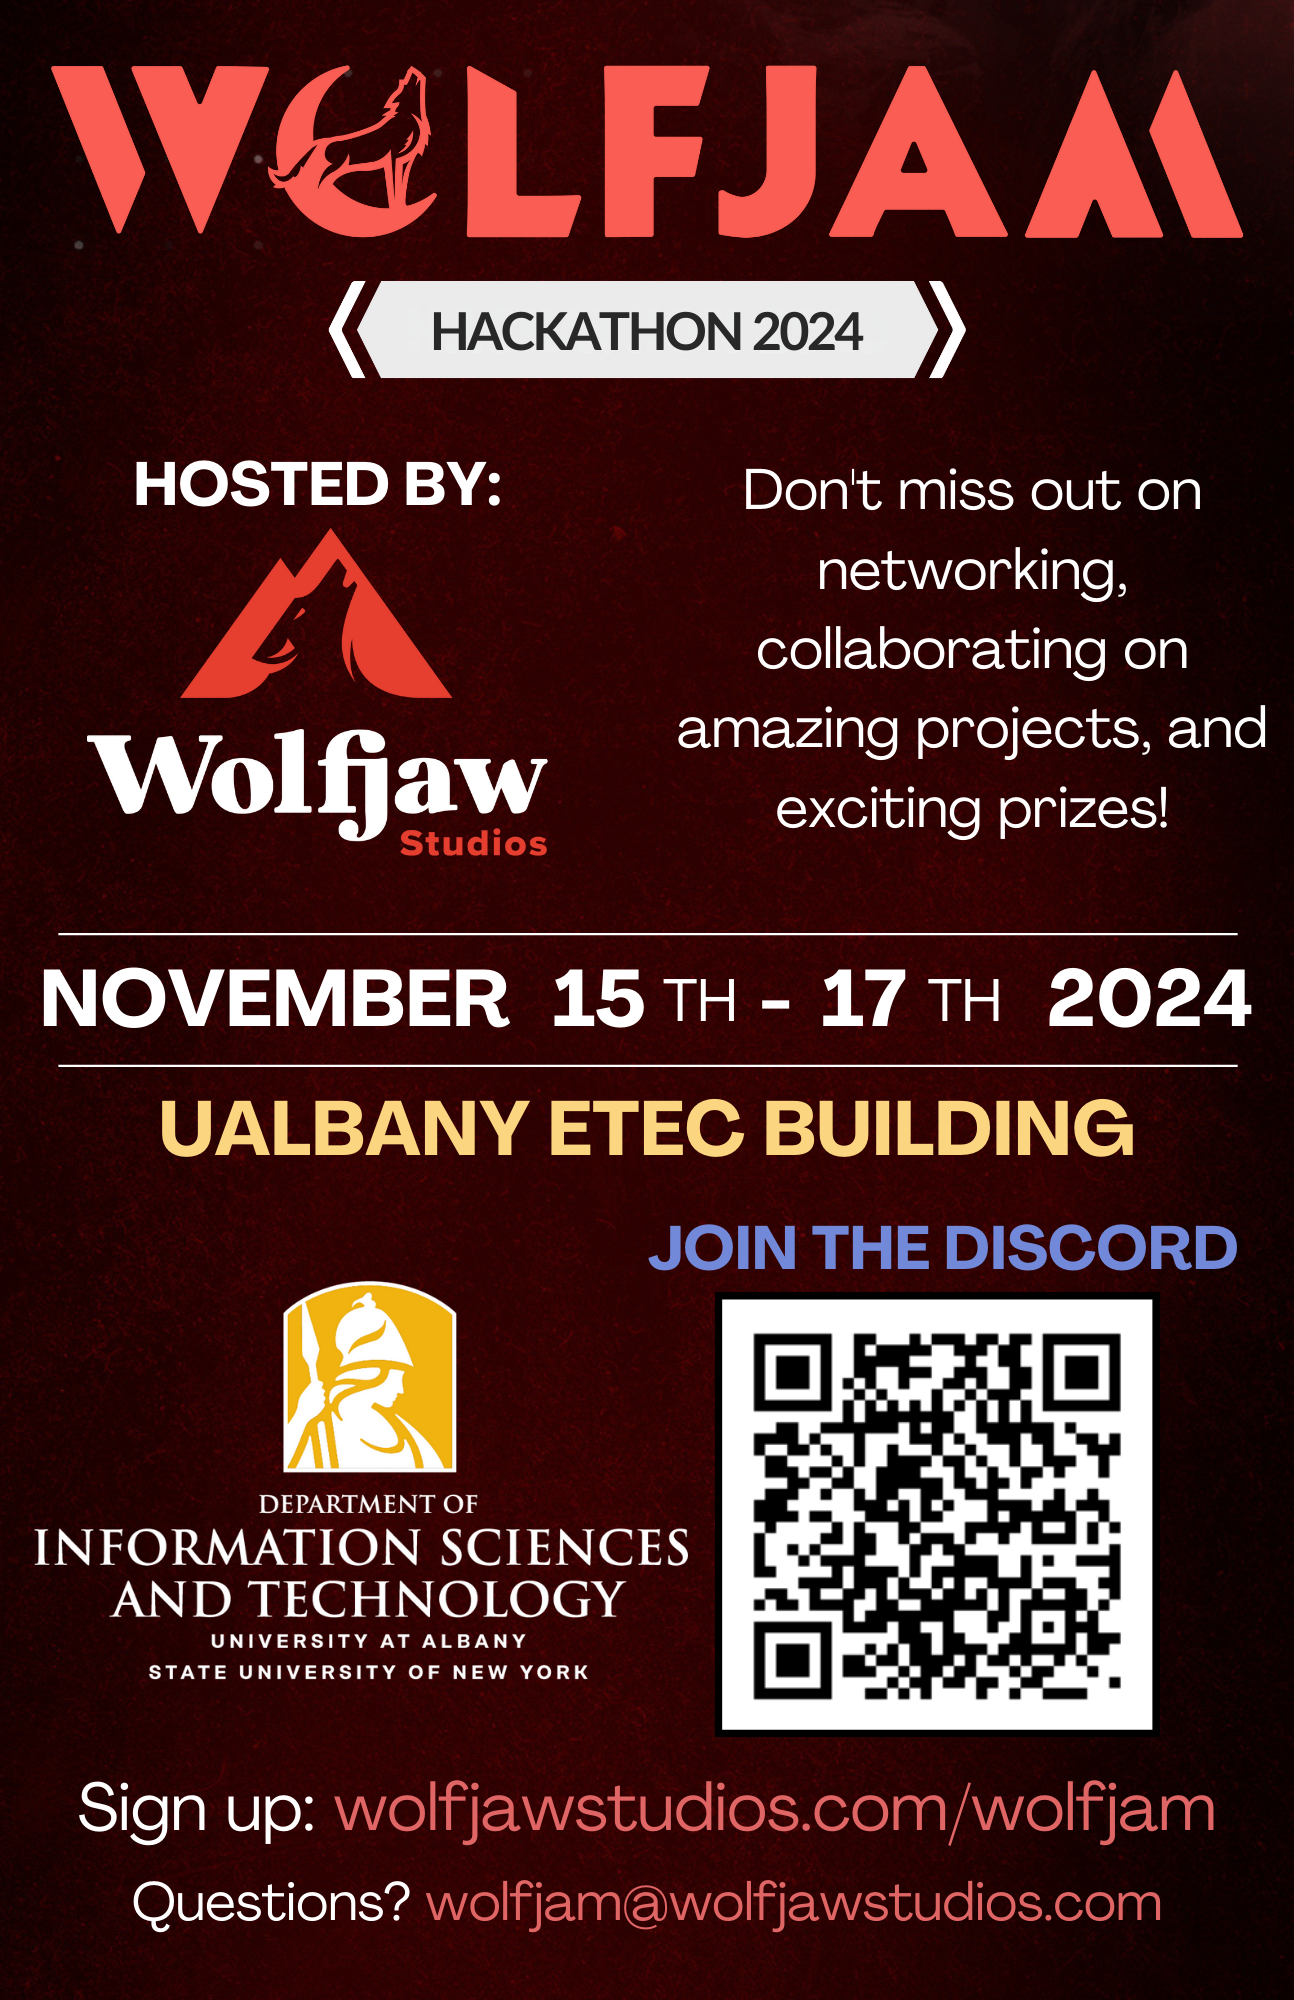 WOLFJAM
HACKATHON 2024
HOSTED BY:
Wolfjaw
Studios
Don't miss out on
networking,
collaborating on
amazing projects, and
exciting prizes!
NOVEMBER 15 TH - 17 TH 2024
UALBANY ETEC BUILDING
JOIN THE DISCORD
DEPARTMENT OF
INFORMATION SCIENCES
AND TECHNOLOGY
UNIVERSITY AT ALBANY
STATE UNIVERSITY OF NEW YORK
Sign up: wolfjawstudios.com/wolfjam
Questions? wolfjam@wolfjawstudios.com